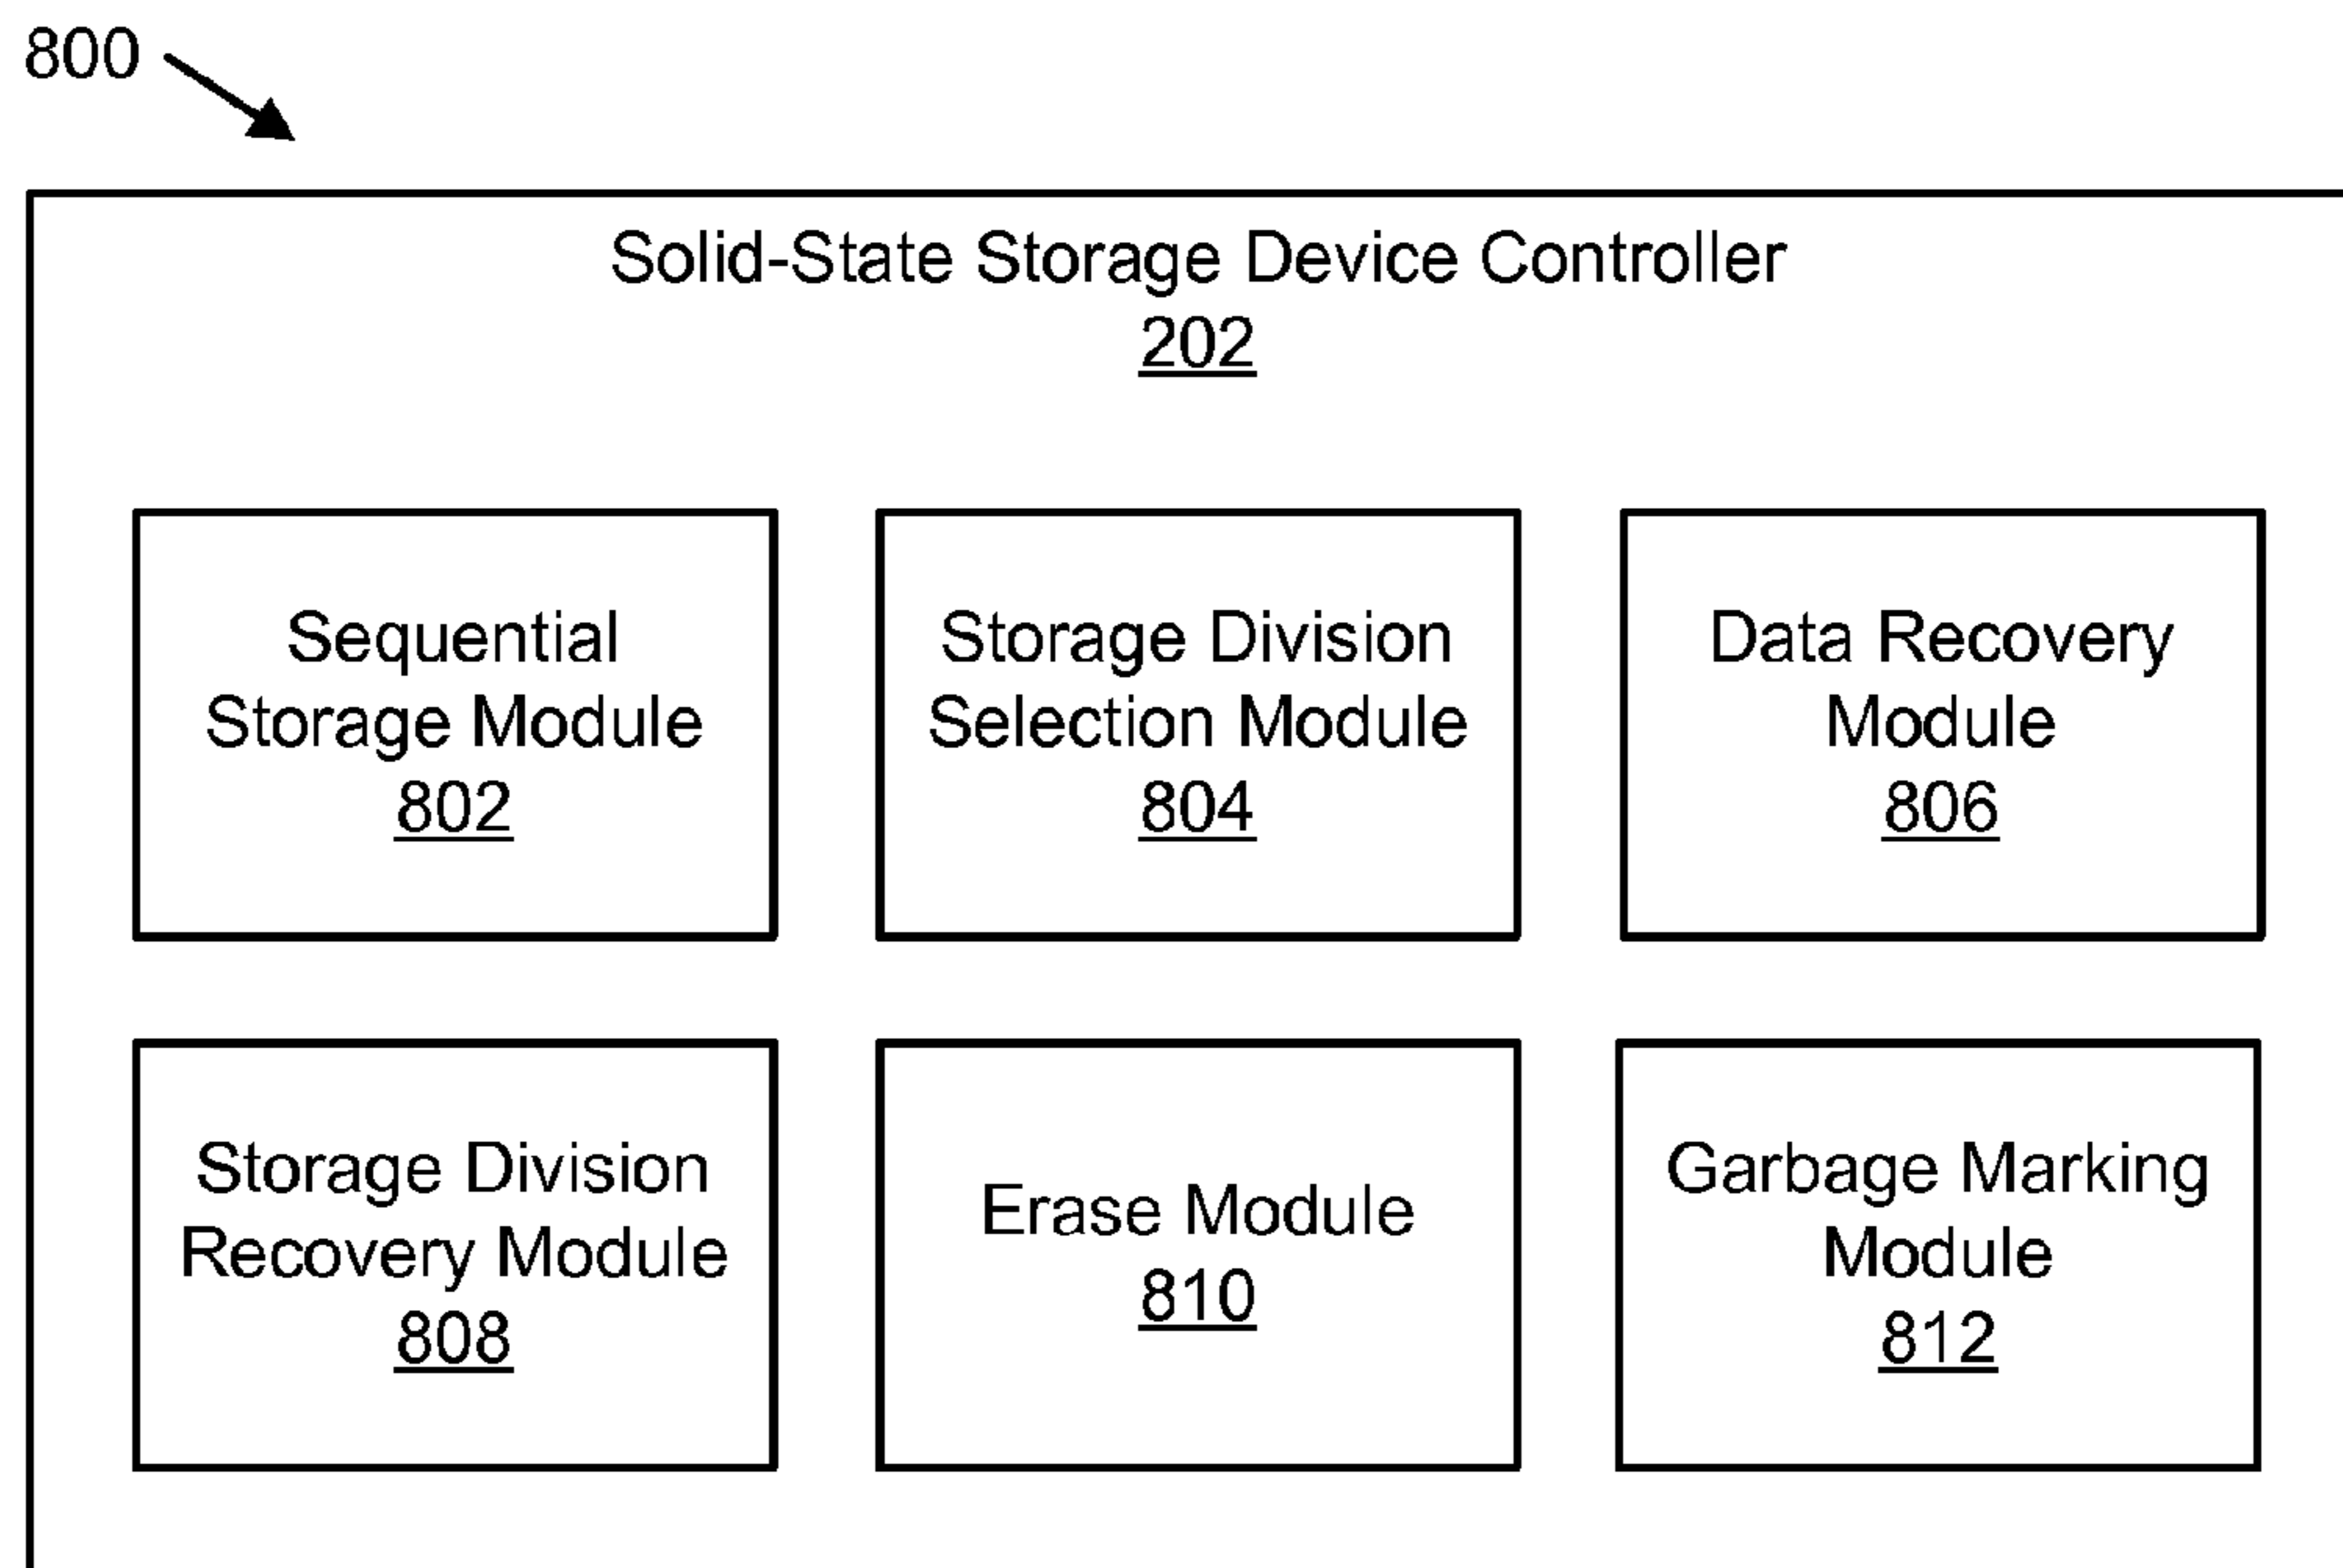 800
Solid-State Storage Device Controller
202
Sequential
Storage Module
802
Storage Division
Selection Module
804
Data Recovery
Module
806
Storage Division
Recovery Module
808
Erase Module
810
Garbage Marking
Module
812